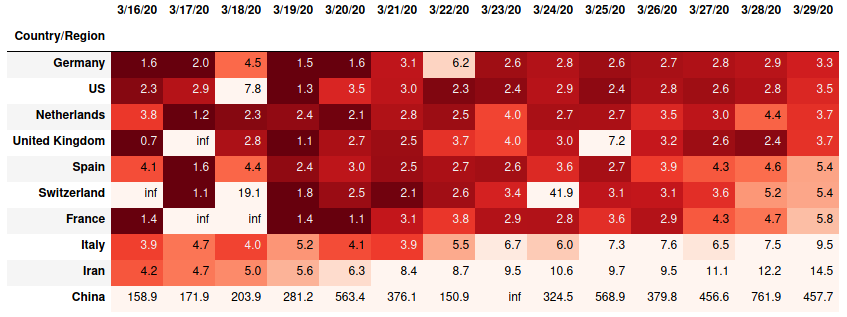 3/16/20 3/17/20 3/18/20 3/19/20 3/20/20 3/21/20 3/22/20 3/23/20 3/24/20 3/25/20 3/26/20 3/27/20 3/28/20 3/29/20
Country/Region
Germany 1.6 2.0 4.5 1.5 1.6 3.1 6.2 2.6 2.8 2.6 2.7 2.8 2.9 3.3
US 2.3 2.9 7.8 1.3 3.5 3.0 2.3 2.4 2.9 2.4 2.8 2.6 2.8 3.5
Netherlands 3.8 1.2 2.3 2.4 2.1 2.8 2.5 4.0 2.7 2.7 3.5 3.0 4.4 3.7
United Kingdom 0.7 inf 2.8 1.1 2.7 2.5 3.7 4.0 3.0 7.2 3.2 2.6 2.4 3.7
Spain 4.1 1.6 4.4 2.4 3.0 2.5 2.7 2.6 3.6 2.7 3.9 4.3 4.6 5.4
Switzerland inf 1.1 19.1 1.8 2.5 2.1 2.6 3.4 41.9 3.1 3.1 3.6 5.2 5.4
France 1.4 inf inf 1.4 1.1 3.1 3.8 2.9 2.8 3.6 2.9 4.3 4.7 5.8
Italy 3.9 4.7 4.0 5.2 4.1 3.9 5.5 6.7 6.0 7.3 7.6 6.5 7.5 9.5
Iran 4.2 4.7 5.0 5.6 6.3 8.4 8.7 9.5 10.6 9.7 9.5 11.1 12.2 14.5
China 158.9 171.9 203.9 281.2 563.4 376.1 150.9 inf 324.5 568.9 379.8 456.6 761.9 457.7